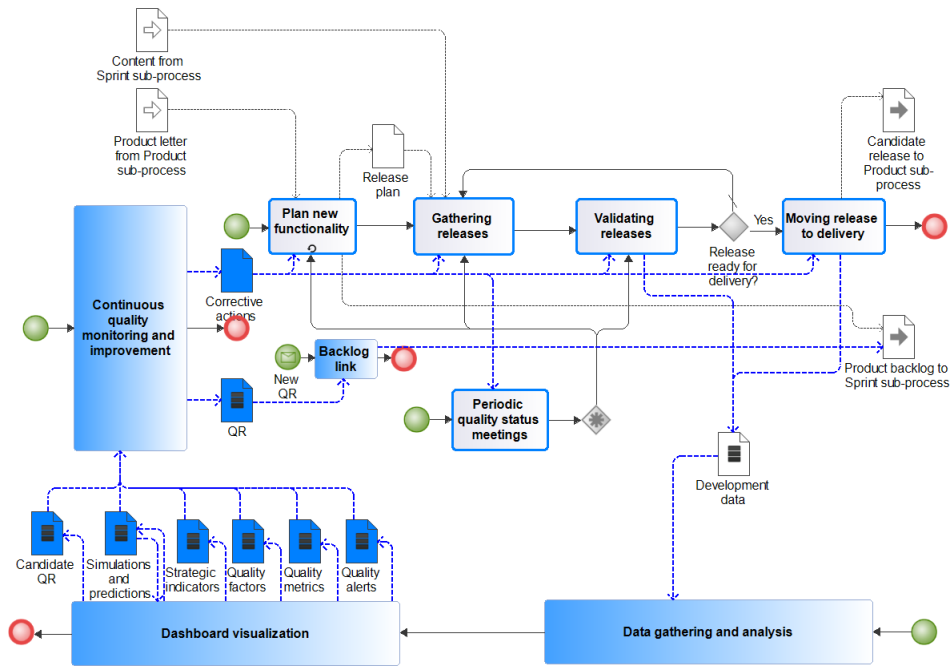 Content from
Sprint sub-process
Product letter
from Product
sub-process
Release
plan
Candidate
release to
Product sub-
process
Plan new
functionality
Gathering
releases
Validating
releases
Yes
Moving release
to delivery
Release
ready for
delivery?
Corrective
actions
Continuous
quality
monitoring and
improvement
Backlog
link
New
QR
Product backlog to
Sprint sub-process
QR
Periodic
quality status
meetings
Development
data
Candidate
QR
Simulations
and
predictions
Strategic
indicators
Quality
factors
Quality
metrics
Quality
alerts
Dashboard visualization
Data gathering and analysis